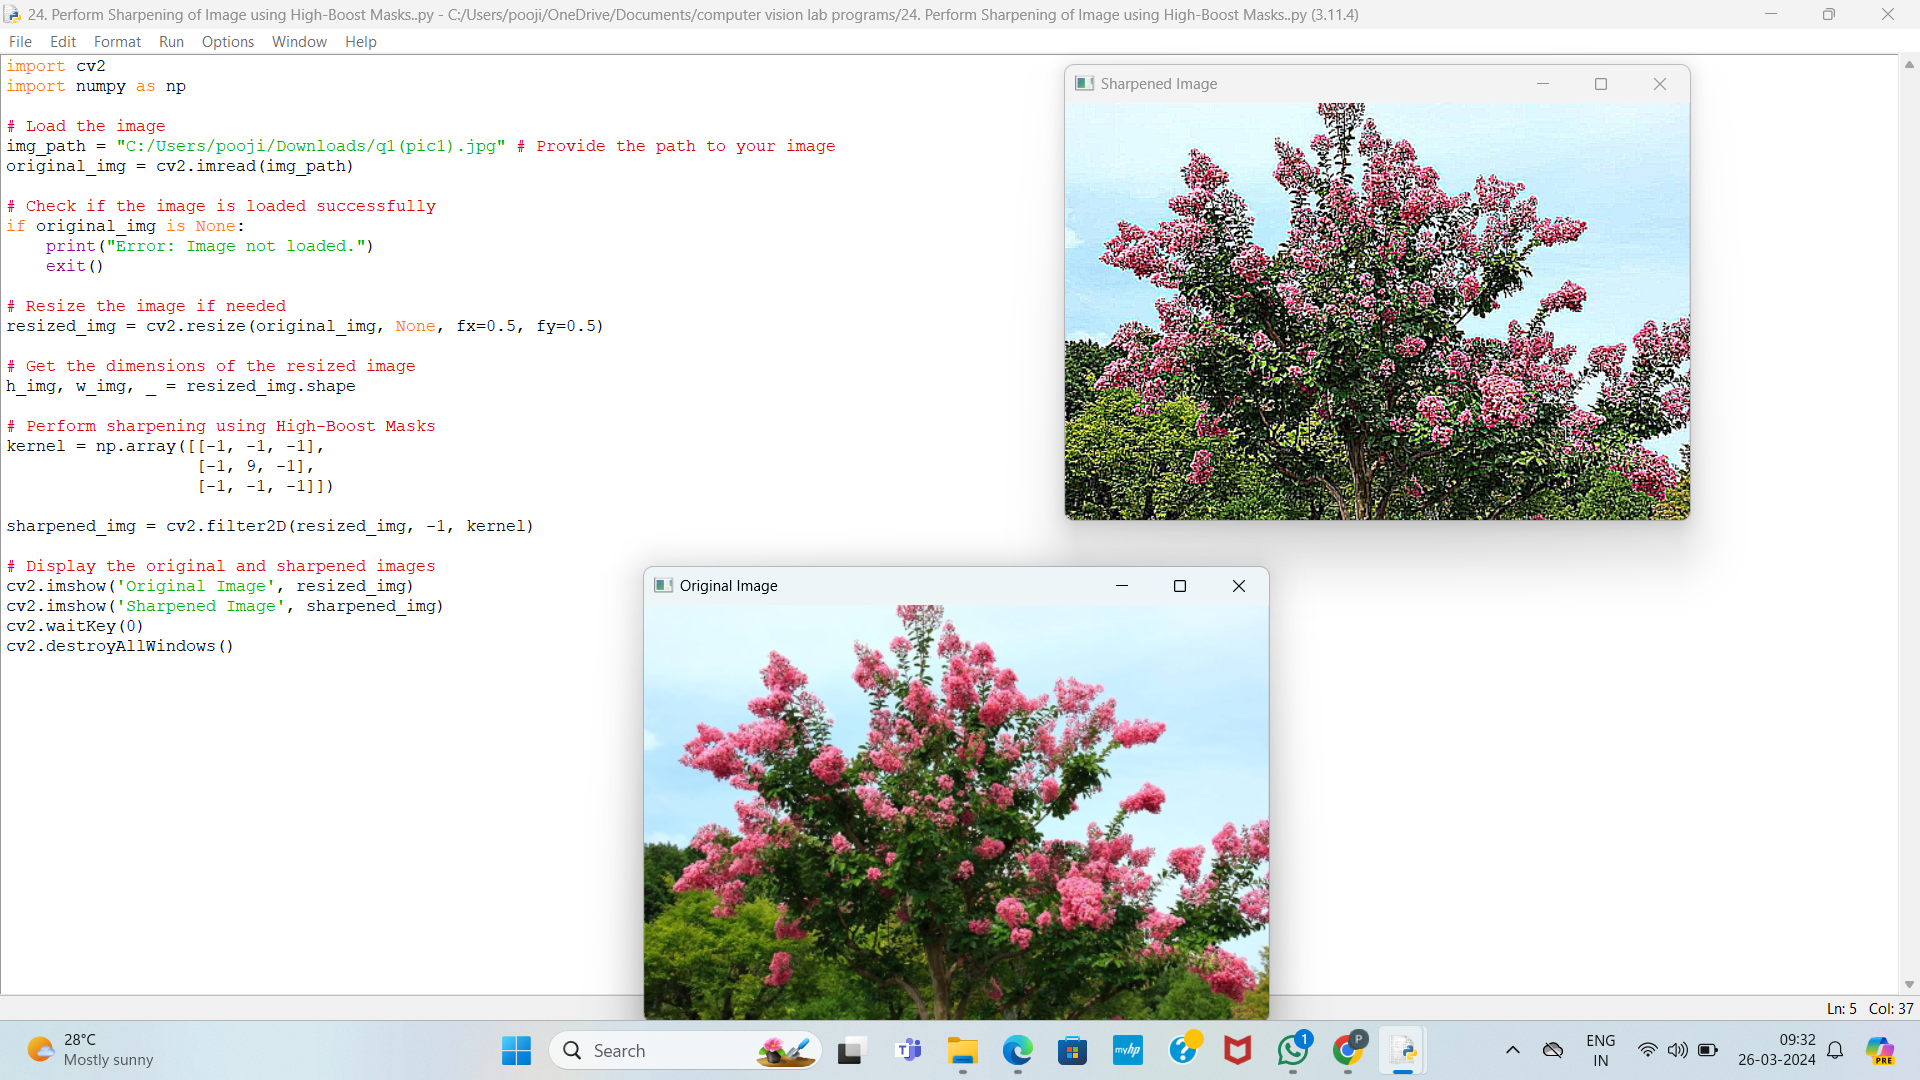 24. Perform Sharpening of Image using High-Boost Masks..py - C:/Users/pooji/OneDrive/Documents/computer vision lab programs/24. Perform Sharpening of Image using High-Boost Masks..py (3.11.4)
File Edit Format Run Options Window Help
import cv2
import numpy as np
# Load the image
img_path = "C:/Users/pooji/Downloads/q1(pic1).jpg" # Provide the path to your image
original_img = cv2.imread(img_path)
# Check if the image is loaded successfully
if original_img is None:
    print("Error: Image not loaded.")
    exit()
# Resize the image if needed
resized_img = cv2.resize(original_img, None, fx=0.5, fy=0.5)
# Get the dimensions of the resized image
h_img, w_img, _ = resized_img.shape
# Perform sharpening using High-Boost Masks
kernel = np.array([[-1, -1, -1],
                   [-1, 9, -1],
                   [-1, -1, -1]])
sharpened_img = cv2.filter2D(resized_img, -1, kernel)
# Display the original and sharpened images
cv2.imshow('Original Image', resized_img)
cv2.imshow('Sharpened Image', sharpened_img)
cv2.waitKey(0)
cv2.destroyAllWindows()
Sharpened Image
Original Image
Ln: 5 Col: 37
28°C
Mostly sunny
Search
myhp
1
P
ENG
IN
09:32
26-03-2024
PRE